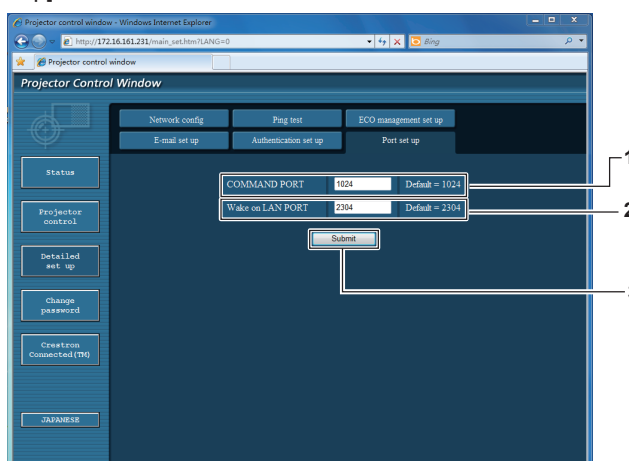 Projector control window - Windows Internet Explorer
http://172.16.161.231/main_set.htm?LANG=0
Bing
Projector control window
Projector Control Window
Network config Ping test ECO management set up
E-mail set up Authentication set up Port set up
Status
COMMAND PORT 1024 Default = 1024
1
Projector control
Wake on LAN PORT 2304 Default = 2304
2
Submit
Detailed
set up
Change
password
Crestron
Connected(TM)
JAPANESE